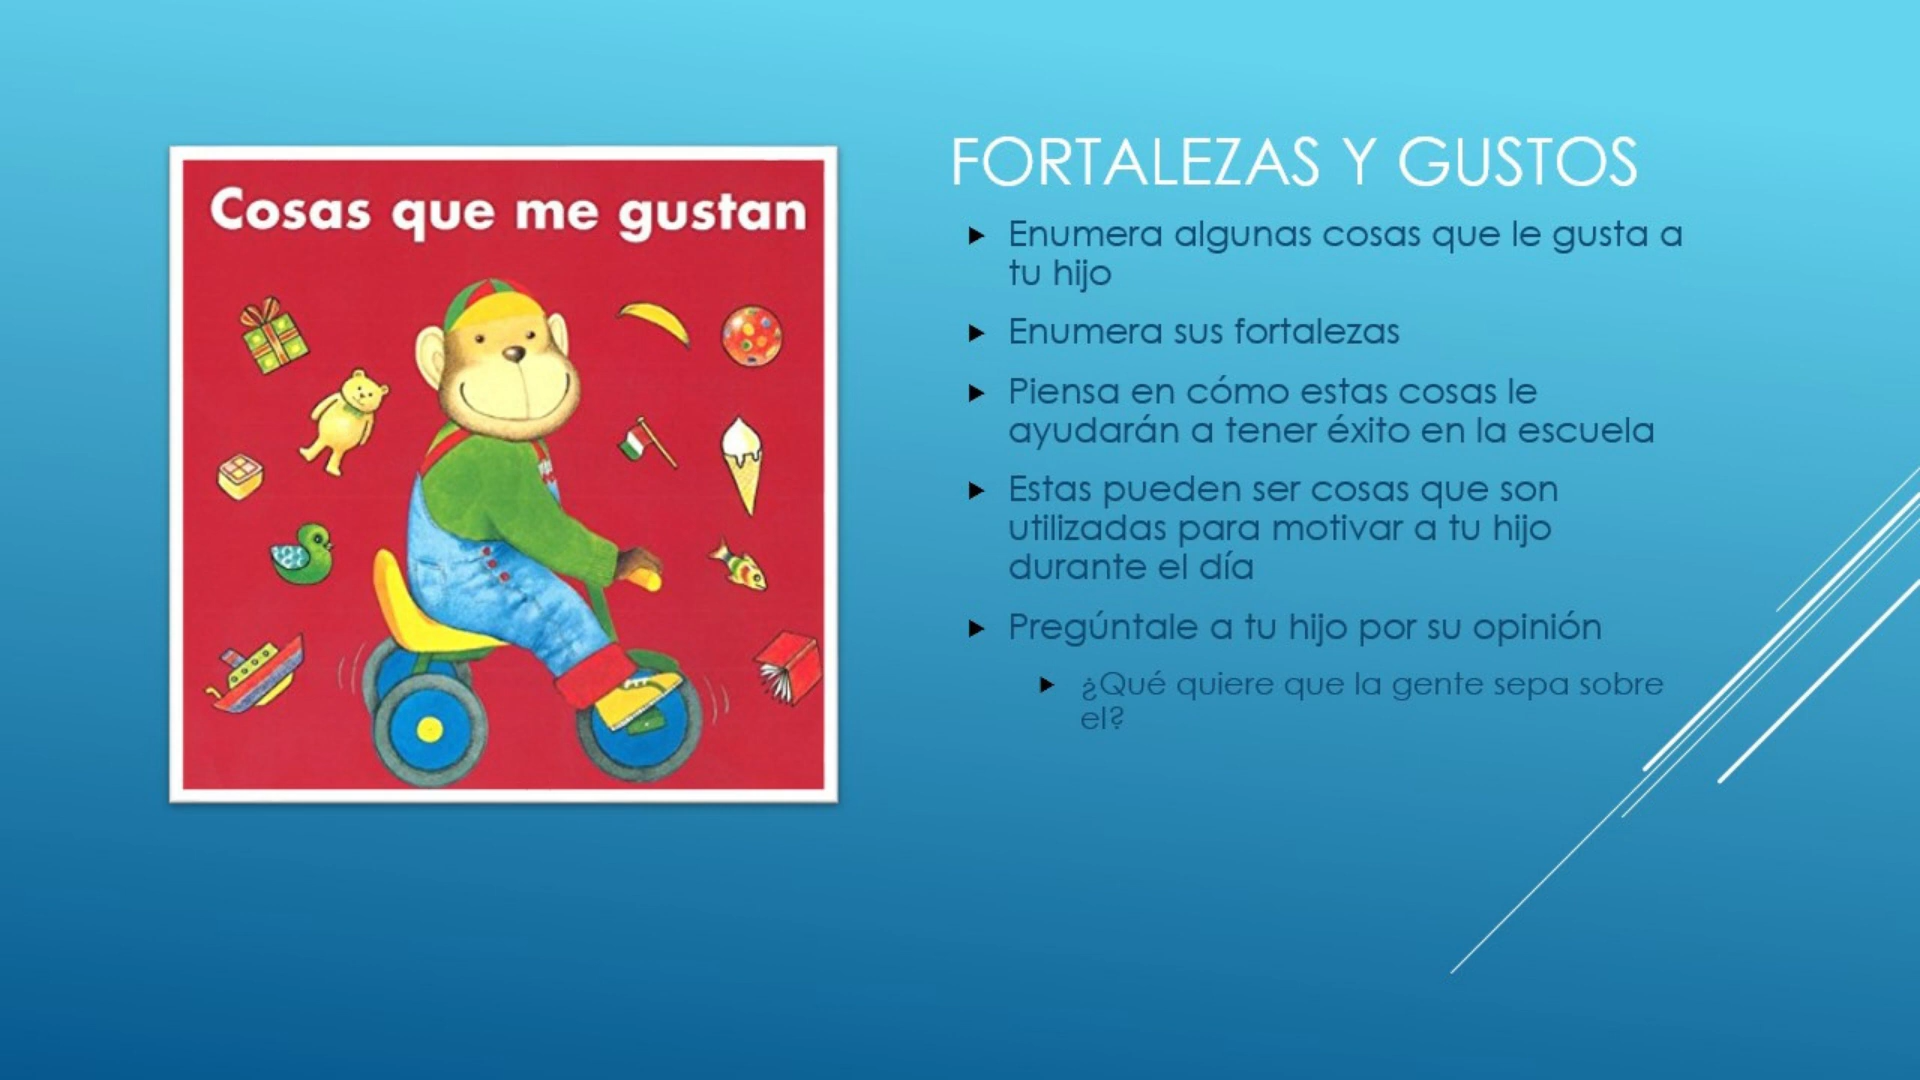 Cosas que me gustan
FORTALEZAS Y GUSTOS
Enumera algunas cosas que le gusta a
tu hijo
Enumera sus fortalezas
Piensa en cómo estas cosas le
ayudarán a tener éxito en la escuela
Estas pueden ser cosas que son
utilizadas para motivar a tu hijo
durante el día
Pregúntale a tu hijo por su opinión
¿Qué quiere que la gente sepa sobre
el?